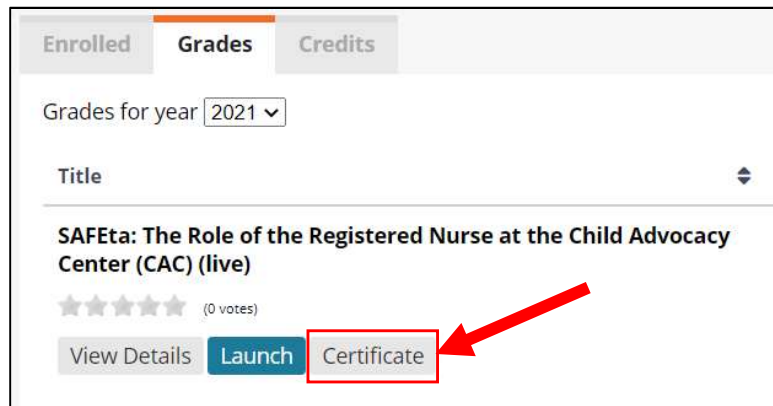 Enrolled Grades Credits
Grades for year 2021
Title
SAFEta: The Role of the Registered Nurse at the Child Advocacy
Center (CAC) (live)
(0 votes)
View Details Launch Certificate